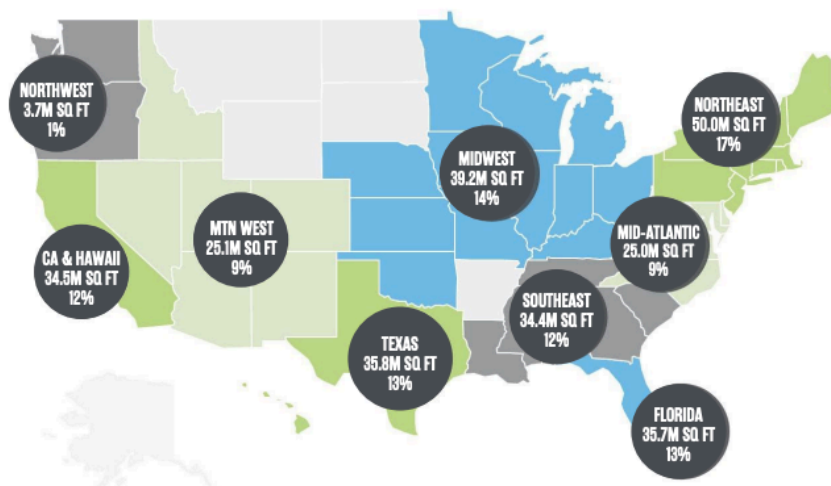 NORTHWEST
3.7M SQ FT
1%
NORTHEAST
50.0M SQ FT
17%
MIDWEST
39.2M SQ FT
14%
MTN WEST
25.1M SQ FT
9%
MID-ATLANTIC
25.0M SQ FT
9%
CA & HAWAII
34.5M SQ FT
12%
SOUTHEAST
34.4M SQ FT
12%
TEXAS
35.8M SQ FT
13%
FLORIDA
35.7M SQ FT
13%